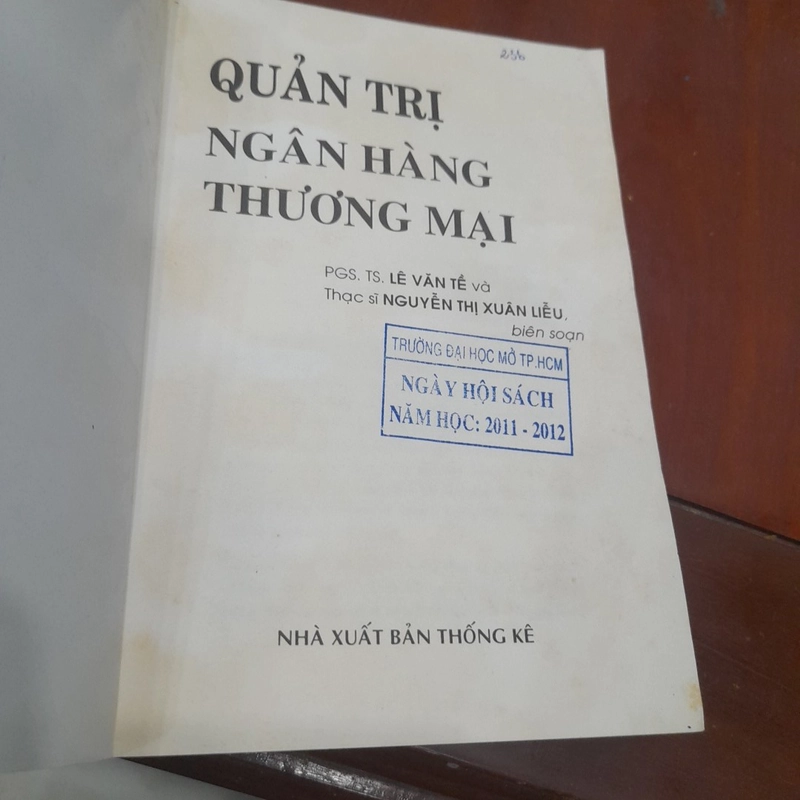 236
QUẢN TRỊ
NGÂN HÀNG
THƯƠNG MẠI
PGS. TS. LÊ VĂN TỀ và
Thạc sĩ NGUYỄN THỊ XUÂN LIỄU,
biên soạn
TRƯỜNG ĐẠI HỌC MỞ TP.HCM
NGÀY HỘI SÁCH
NĂM HỌC: 2011 - 2012
NHÀ XUẤT BẢN THỐNG KÊ